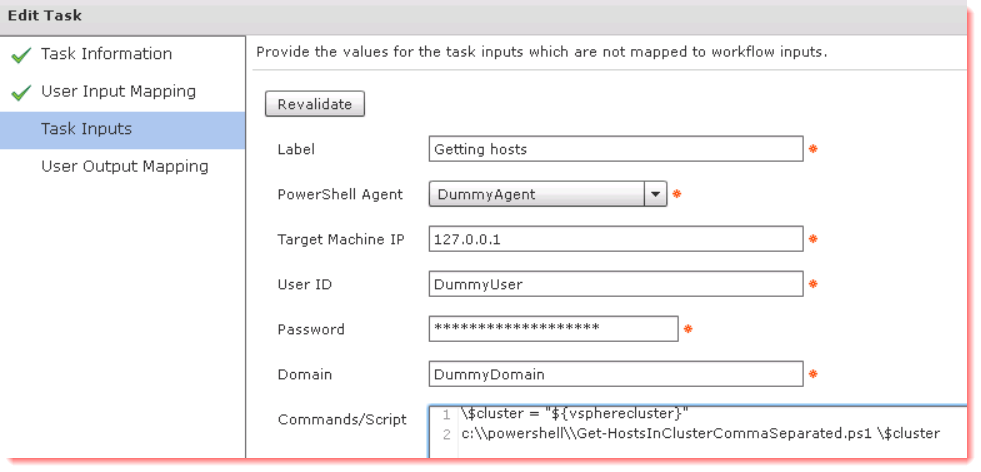 Edit Task
Task Information
User Input Mapping
Task Inputs
User Output Mapping
Provide the values for the task inputs which are not mapped to workflow inputs.
Revalidate
Label Getting hosts *
PowerShell Agent DummyAgent *
Target Machine IP 127.0.0.1 *
User ID DummyUser *
Password ******************* *
Domain DummyDomain *
Commands/Script 1 \$cluster = "${vspherecluster}"
2 c:\\powershell\\Get-HostsInClusterCommaSeparated.ps1 \$cluster